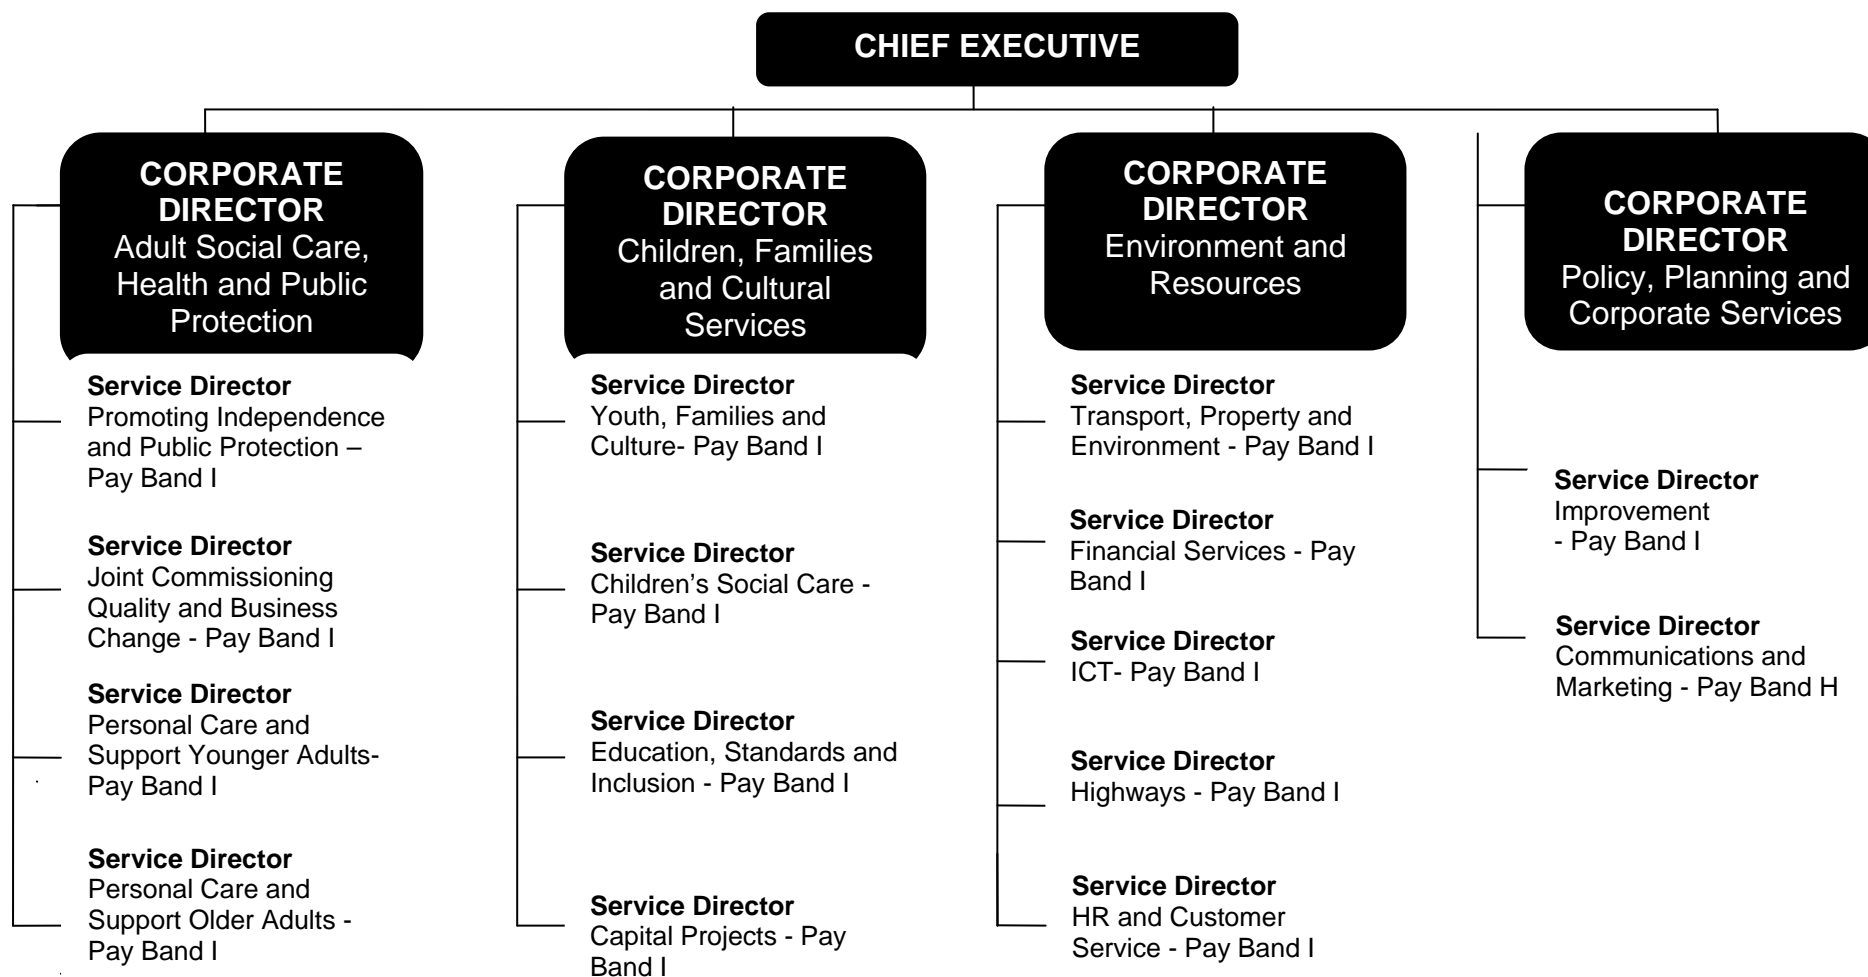 CHIEF EXECUTIVE
CORPORATE
DIRECTOR
Adult Social Care,
Health and Public
Protection
Service Director
Promoting Independence
and Public Protection –
Pay Band I
Service Director
Joint Commissioning
Quality and Business
Change - Pay Band I
Service Director
Personal Care and
Support Younger Adults-
Pay Band I
Service Director
Personal Care and
Support Older Adults -
Pay Band I
CORPORATE
DIRECTOR
Children, Families
and Cultural
Services
Service Director
Youth, Families and
Culture- Pay Band I
Service Director
Children’s Social Care -
Pay Band I
Service Director
Education, Standards and
Inclusion - Pay Band I
Service Director
Capital Projects - Pay
Band I
CORPORATE
DIRECTOR
Environment and
Resources
Service Director
Transport, Property and
Environment - Pay Band I
Service Director
Financial Services - Pay
Band I
Service Director
ICT- Pay Band I
Service Director
Highways - Pay Band I
Service Director
HR and Customer
Service - Pay Band I
CORPORATE
DIRECTOR
Policy, Planning and
Corporate Services
Service Director
Improvement
- Pay Band I
Service Director
Communications and
Marketing - Pay Band H